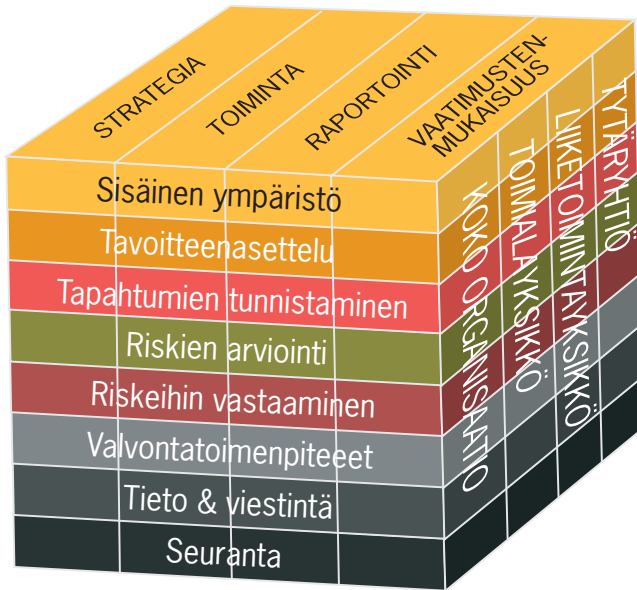 STRATEGIA
TOIMINTA
RAPORTOINTI
VAATIMUSTEN-
MUKAISUUS
Sisäinen ympäristö
Tavoitteenasettelu
Tapahtumien tunnistaminen
Riskien arviointi
Riskeihin vastaaminen
Valvontatoimenpiteeet
Tieto & viestintä
Seuranta
KOKO ORGANISAATIO
TOIMIALAYKSIKKÖ
LIIKETOMINTAYKSIKKÖ
TYTÄRYHTIÖ